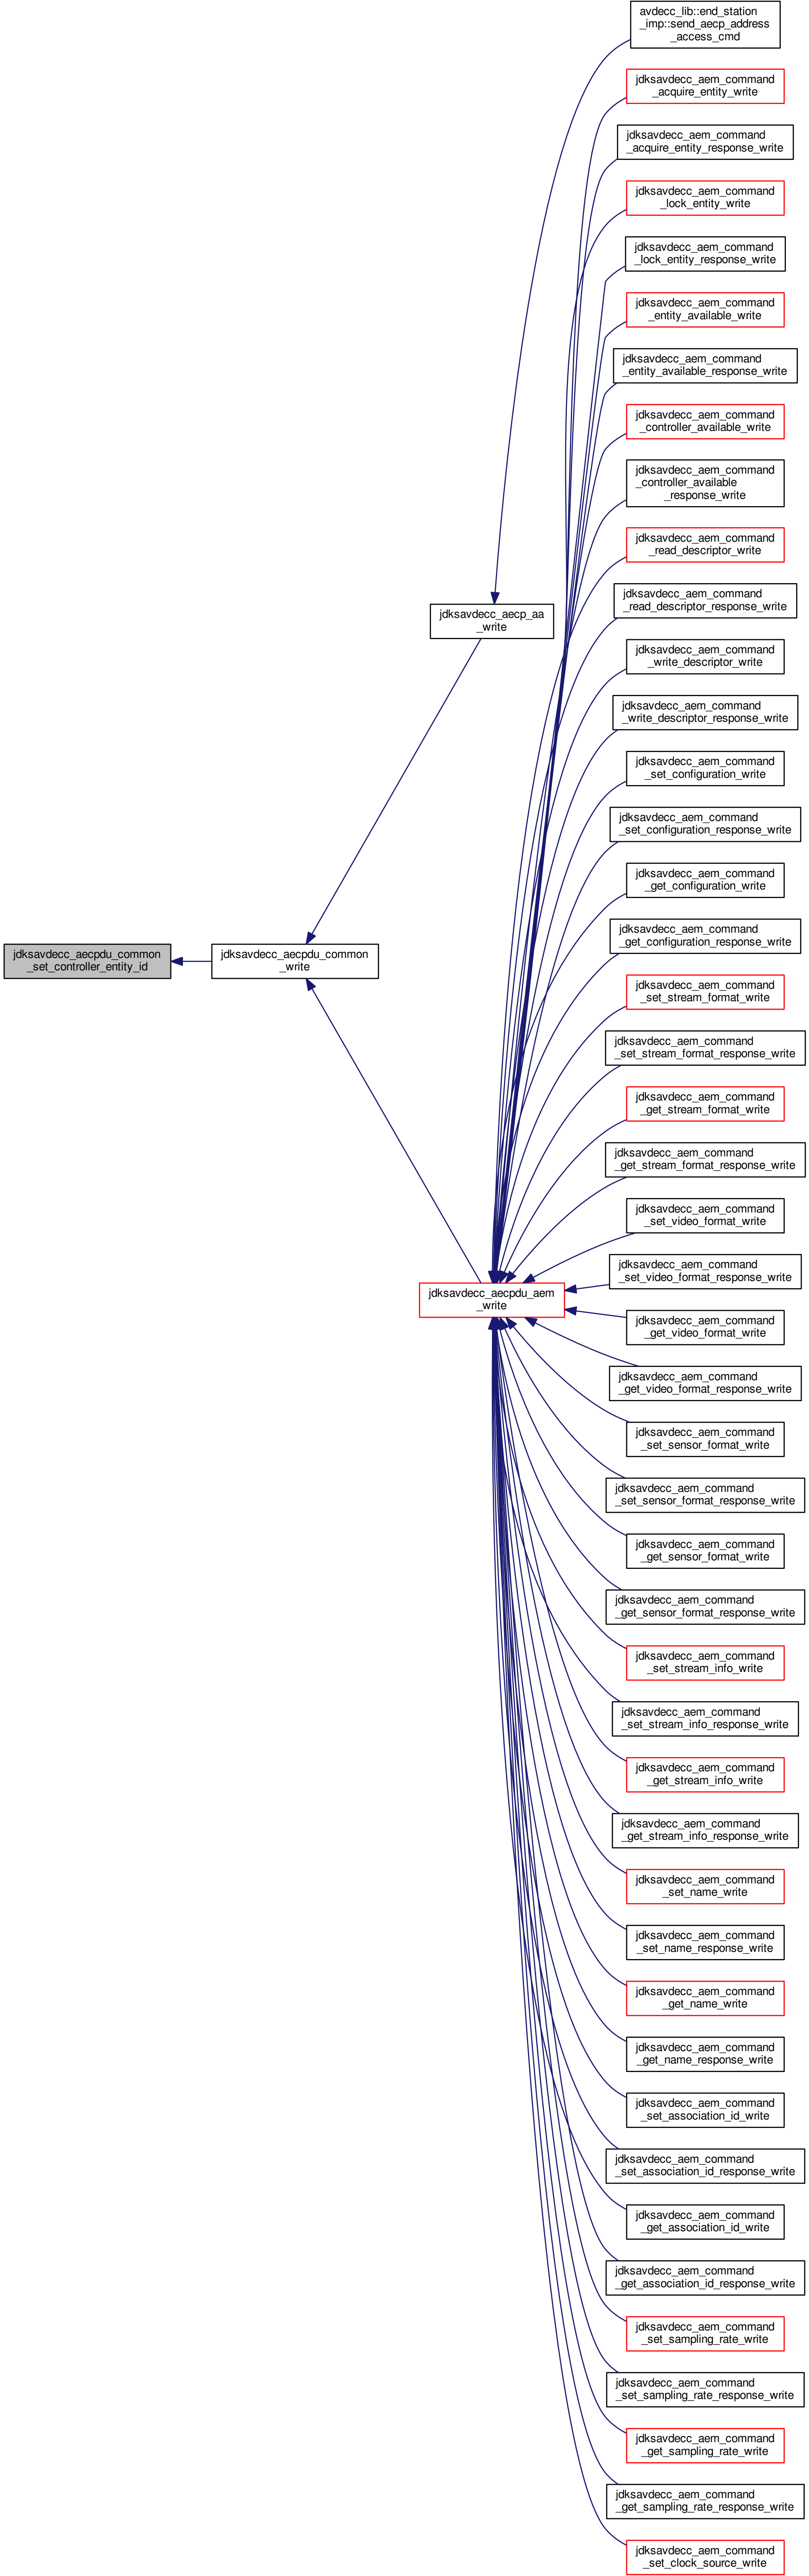 avdecc_lib::end_station
_imp::send_aecp_address
_access_cmd
jdksavdecc_aem_command
_acquire_entity_write
jdksavdecc_aem_command
_acquire_entity_response_write
jdksavdecc_aem_command
_lock_entity_write
jdksavdecc_aem_command
_lock_entity_response_write
jdksavdecc_aem_command
_entity_available_write
jdksavdecc_aem_command
_entity_available_response_write
jdksavdecc_aem_command
_controller_available_write
jdksavdecc_aem_command
_controller_available
_response_write
jdksavdecc_aem_command
_read_descriptor_write
jdksavdecc_aem_command
_read_descriptor_response_write
jdksavdecc_aecp_aa
_write
jdksavdecc_aem_command
_write_descriptor_write
jdksavdecc_aem_command
_write_descriptor_response_write
jdksavdecc_aem_command
_set_configuration_write
jdksavdecc_aem_command
_set_configuration_response_write
jdksavdecc_aem_command
_get_configuration_write
jdksavdecc_aem_command
_get_configuration_response_write
jdksavdecc_aecpdu_common
_set_controller_entity_id
jdksavdecc_aecpdu_common
_write
jdksavdecc_aem_command
_set_stream_format_write
jdksavdecc_aem_command
_set_stream_format_response_write
jdksavdecc_aem_command
_get_stream_format_write
jdksavdecc_aem_command
_get_stream_format_response_write
jdksavdecc_aem_command
_set_video_format_write
jdksavdecc_aem_command
_set_video_format_response_write
jdksavdecc_aecpdu_aem
_write
jdksavdecc_aem_command
_get_video_format_write
jdksavdecc_aem_command
_get_video_format_response_write
jdksavdecc_aem_command
_set_sensor_format_write
jdksavdecc_aem_command
_set_sensor_format_response_write
jdksavdecc_aem_command
_get_sensor_format_write
jdksavdecc_aem_command
_get_sensor_format_response_write
jdksavdecc_aem_command
_set_stream_info_write
jdksavdecc_aem_command
_set_stream_info_response_write
jdksavdecc_aem_command
_get_stream_info_write
jdksavdecc_aem_command
_get_stream_info_response_write
jdksavdecc_aem_command
_set_name_write
jdksavdecc_aem_command
_set_name_response_write
jdksavdecc_aem_command
_get_name_write
jdksavdecc_aem_command
_get_name_response_write
jdksavdecc_aem_command
_set_association_id_write
jdksavdecc_aem_command
_set_association_id_response_write
jdksavdecc_aem_command
_get_association_id_write
jdksavdecc_aem_command
_get_association_id_response_write
jdksavdecc_aem_command
_set_sampling_rate_write
jdksavdecc_aem_command
_set_sampling_rate_response_write
jdksavdecc_aem_command
_get_sampling_rate_write
jdksavdecc_aem_command
_get_sampling_rate_response_write
jdksavdecc_aem_command
_set_clock_source_write